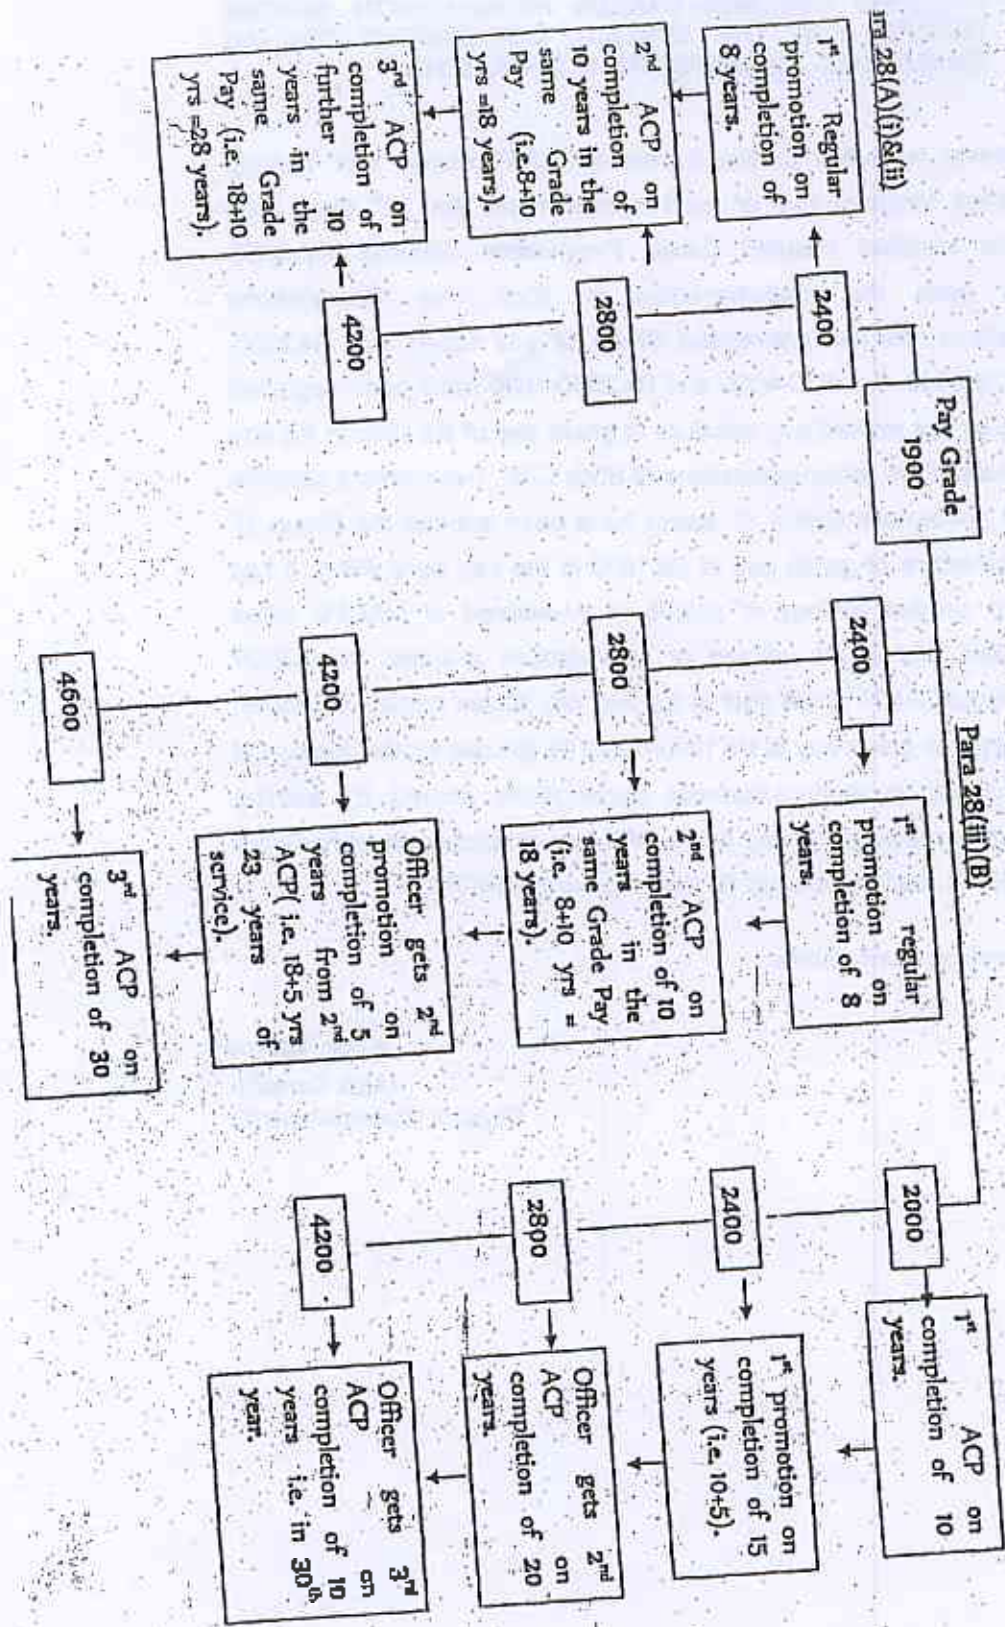 Pay Grade
1900
ra 28(A)(i)&(ii)
1st Regular
promotion on
completion of
8 years.
2400
2nd ACP on
completion of
10 years in the
same Grade
Pay (i.e.8+10
yrs =18 years).
2800
3rd ACP on
completion of
further 10
years in the
same Grade
Pay (i.e. 18+10
yrs =28 years).
4200
Para 28(iii)(B)
2400
1st regular
promotion on
completion of 8
years.
2800
2nd ACP on
completion of 10
years in the
same Grade Pay
(i.e. 8+10 yrs =
18 years).
4200
Officer gets 2nd
promotion on
completion of 5
years from 2nd
ACP( i.e. 18+5 yrs
23 years of
service).
4600
3rd ACP on
completion of 30
years.
2000
1st ACP on
completion of 10
years.
2400
1st promotion on
completion of 15
years (i.e. 10+5).
2800
Officer gets 2nd
ACP on
completion of 20
years.
4200
Officer gets 3rd
ACP on
completion of 10
years i.e. in 30th
year.